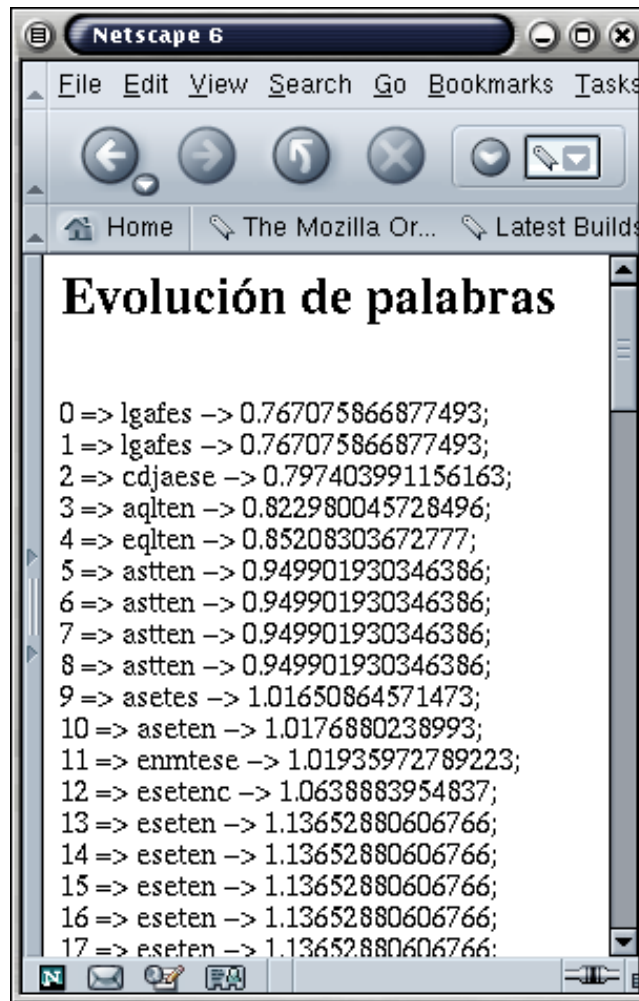 Netscape 6
File Edit View Search Go Bookmarks Tasks
Home The Mozilla Or... Latest Builds
Evolución de palabras
0 => lgafes –> 0.767075866877493;
1 => lgafes –> 0.767075866877493;
2 => cdjaese –> 0.797403991156163;
3 => aqlten –> 0.822980045728496;
4 => eqlten –> 0.85208303672777;
5 => astten –> 0.949901930346386;
6 => astten –> 0.949901930346386;
7 => astten –> 0.949901930346386;
8 => astten –> 0.949901930346386;
9 => asetes –> 1.01650864571473;
10 => aseten –> 1.0176880238993;
11 => enmtese –> 1.01935972789223;
12 => esetenc –> 1.0638883954837;
13 => eseten –> 1.13652880606766;
14 => eseten –> 1.13652880606766;
15 => eseten –> 1.13652880606766;
16 => eseten –> 1.13652880606766;
17 => eseten –> 1.13652880606766;